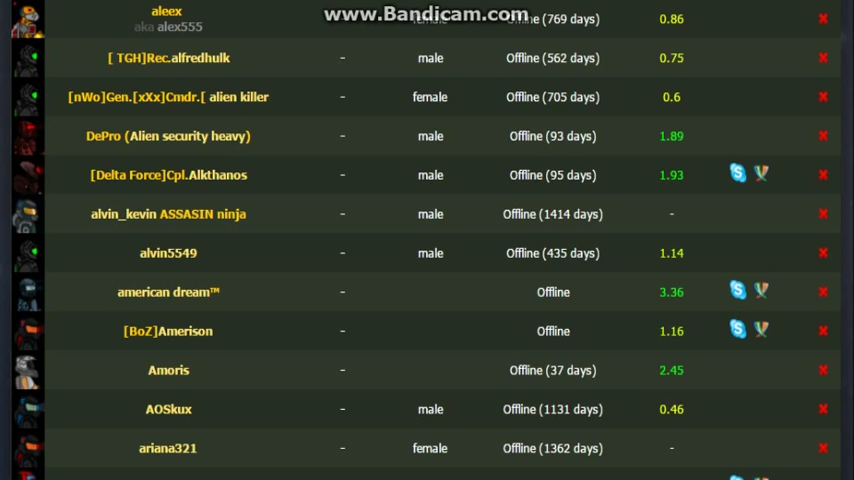 www.Bandicam.com
aleex
aka alex555
female Offline (769 days) 0.86
[ TGH]Rec.alfredhulk - male Offline (562 days) 0.75
[nWo]Gen.[xXx]Cmdr.[ alien killer - female Offline (705 days) 0.6
DePro (Alien security heavy) - male Offline (93 days) 1.89
[Delta Force]Cpl.Alkthanos - male Offline (95 days) 1.93
alvin_kevin ASSASIN ninja - male Offline (1414 days) -
alvin5549 - male Offline (435 days) 1.14
american dream™ - Offline 3.36
[BoZ]Amerison - Offline 1.16
Amoris - Offline (37 days) 2.45
AOSkux - male Offline (1131 days) 0.46
ariana321 - female Offline (1362 days) -